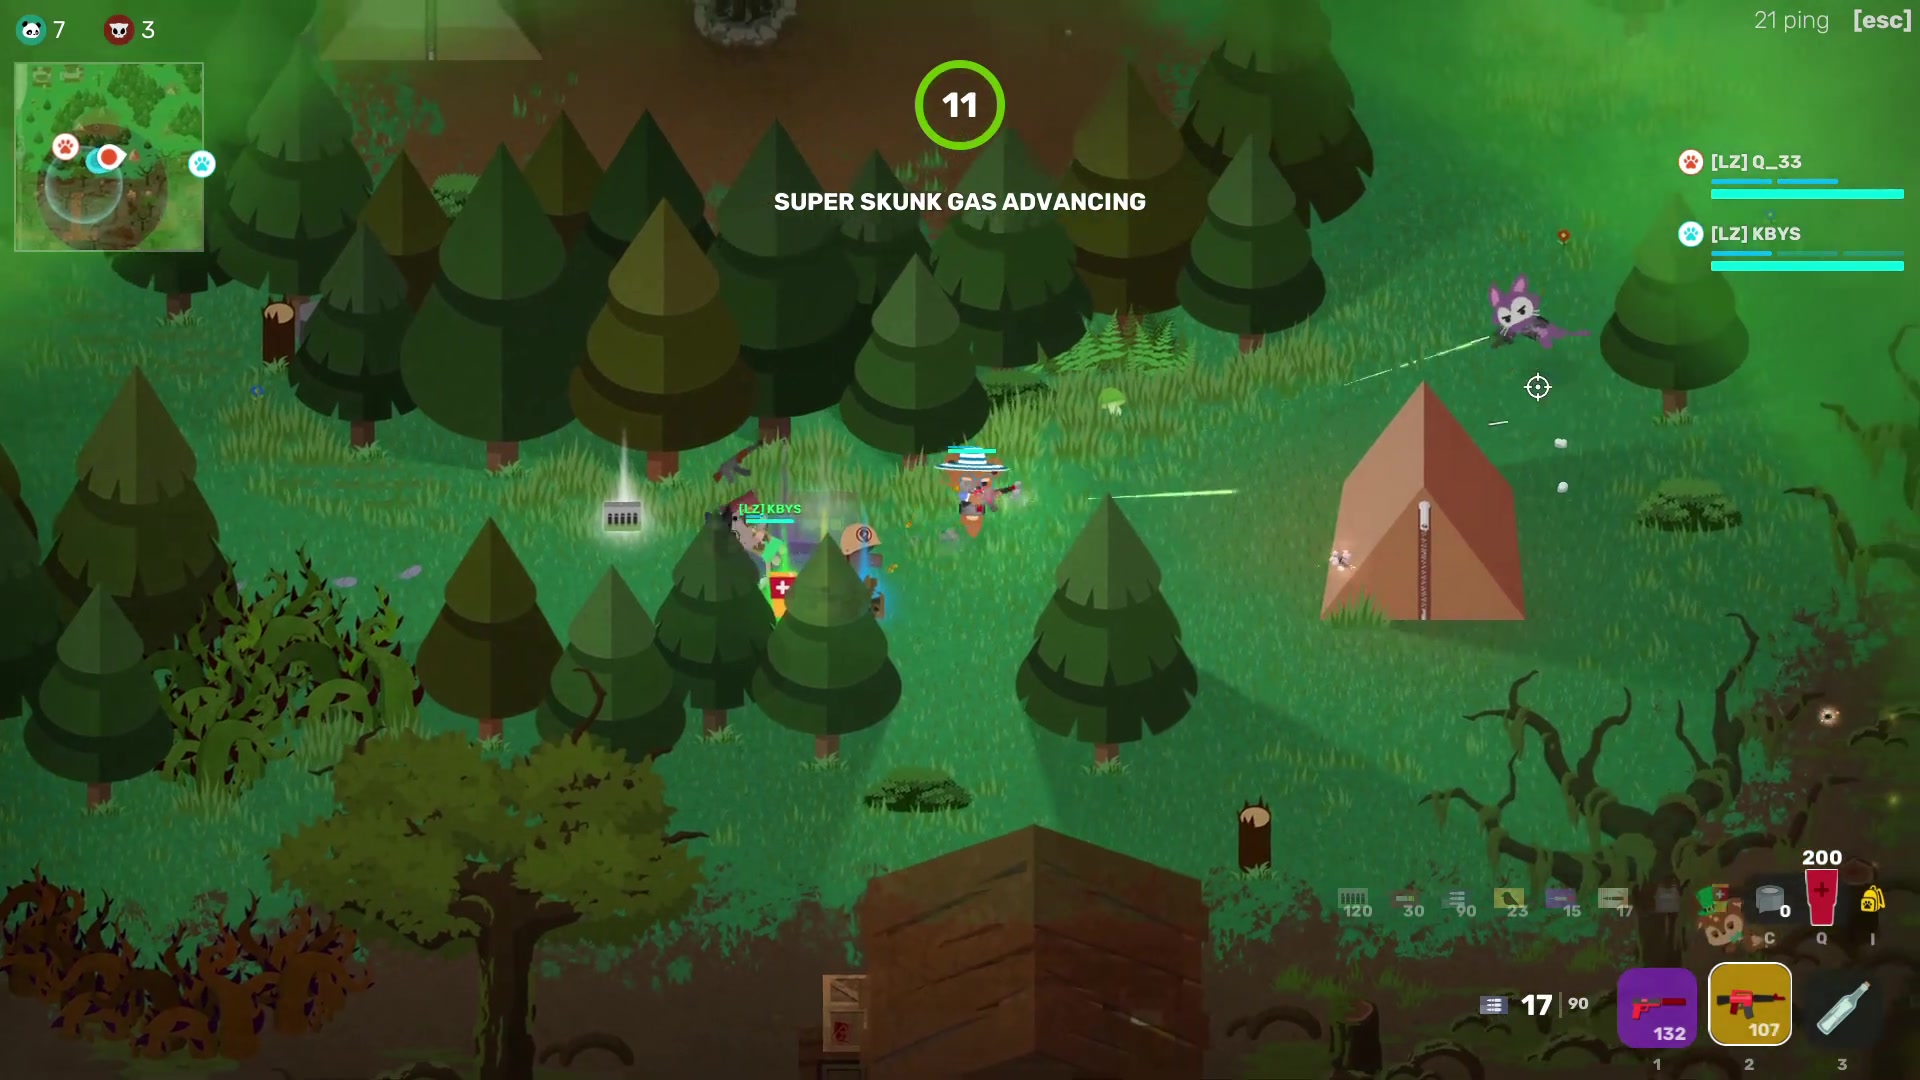 7 3
21 ping [esc]
11
SUPER SKUNK GAS ADVANCING
[LZ] Q_33
[LZ] KBYS
[LZ] KBYS
200
120 30 90 23 15 17 0
C Q I
17 | 90
132 107
1 2 3